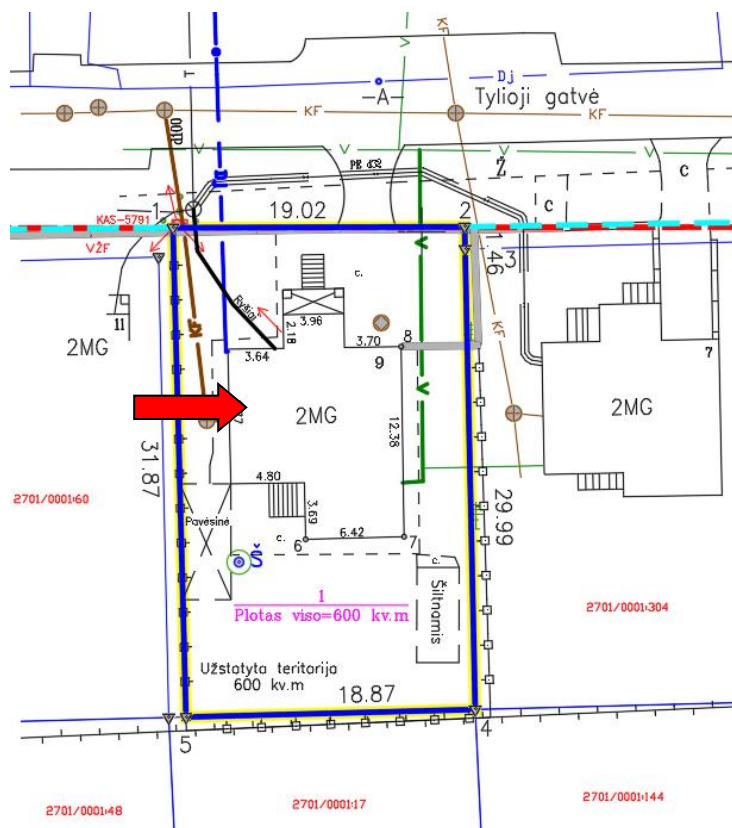 KF
V
T
Dj
—A—
Tylioji gatvė
KF
KF
d100
V
V
V
V
PE d32
Ž
c
c
1
19.02
2
KAS-5791
VŽF
1.46
3
c.
KF
Ryšiai
3.96
2.18
11
KF
3.64
3.70
8
9
7
2MG
2MG
2MG
12.38
31.87
4.80
3.69
2701/0001:60
6.42
6
7
c.
29.99
Pavėsinė
Š
c.
1
Plotas viso=600 kv.m
Šiltnamis
2701/0001:304
Užstatyta teritorija
600 kv.m
18.87
5
4
2701/0001:48
2701/0001:17
2701/0001:144